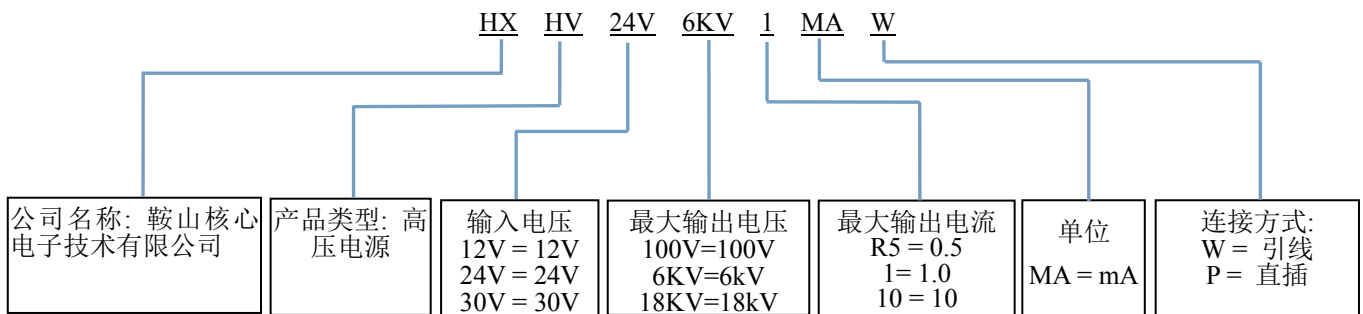 HX HV 24V 6KV 1 MA W
公司名称: 鞍山核心
电子技术有限公司
产品类型: 高
压电源
输入电压
12V = 12V
24V = 24V
30V = 30V
最大输出电压
100V=100V
6KV=6kV
18KV=18kV
最大输出电流
R5 = 0.5
1= 1.0
10 = 10
单位
MA = mA
连接方式:
W = 引线
P = 直插